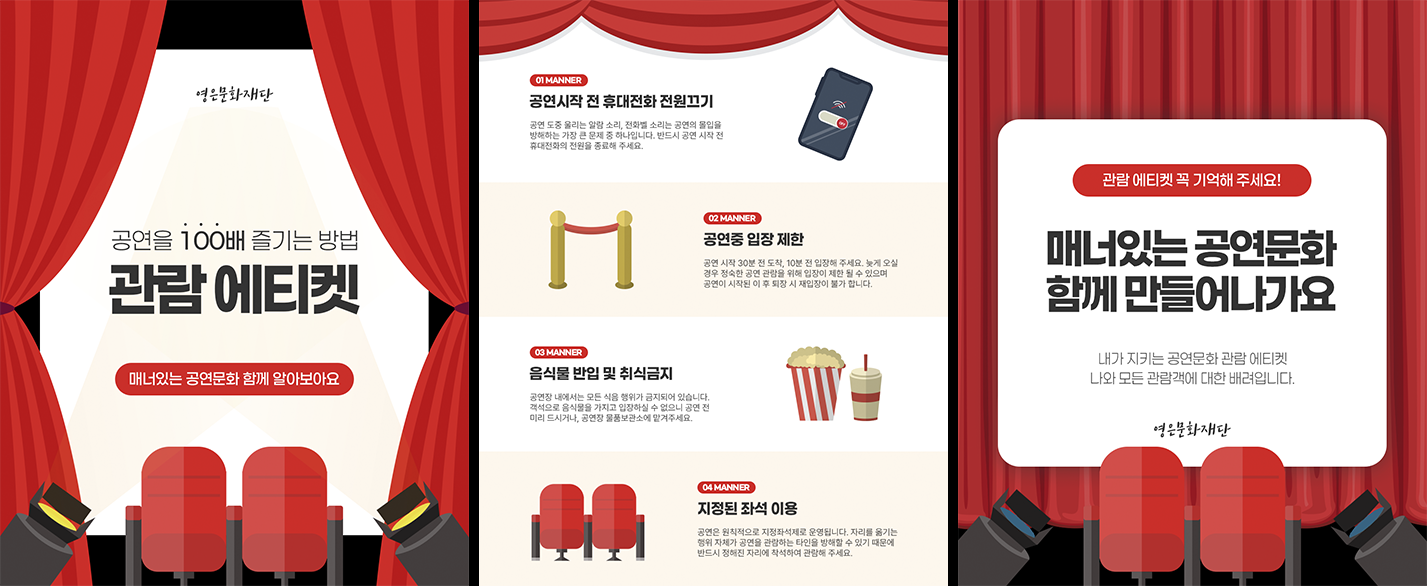 영은문화재단
공연을 100배 즐기는 방법
관람 에티켓
매너있는 공연문화 함께 알아보아요
01 MANNER
공연시작 전 휴대전화 전원끄기
공연 도중 울리는 알람 소리, 전화벨 소리는 공연의 몰입을
방해하는 가장 큰 문제 중 하나입니다. 반드시 공연 시작 전
휴대전화의 전원을 종료해 주세요.
OFF
02 MANNER
공연중 입장 제한
공연 시작 30분 전 도착, 10분 전 입장해 주세요. 늦게 오실
경우 정숙한 공연 관람을 위해 입장이 제한 될 수 있으며
공연이 시작된 이 후 퇴장 시 재입장이 불가 합니다.
03 MANNER
음식물 반입 및 취식금지
공연장 내에서는 모든 식음 행위가 금지되어 있습니다.
객석으로 음식물을 가지고 입장하실 수 없으니 공연 전
미리 드시거나, 공연장 물품보관소에 맡겨주세요.
04 MANNER
지정된 좌석 이용
공연은 원칙적으로 지정좌석제로 운영됩니다. 자리를 옮기는
행위 자체가 공연을 관람하는 타인을 방해할 수 있기 때문에
반드시 정해진 자리에 착석하여 관람해 주세요.
관람 에티켓 꼭 기억해 주세요!
매너있는 공연문화
함께 만들어나가요
내가 지키는 공연문화 관람 에티켓
나와 모든 관람객에 대한 배려입니다.
영은문화재단